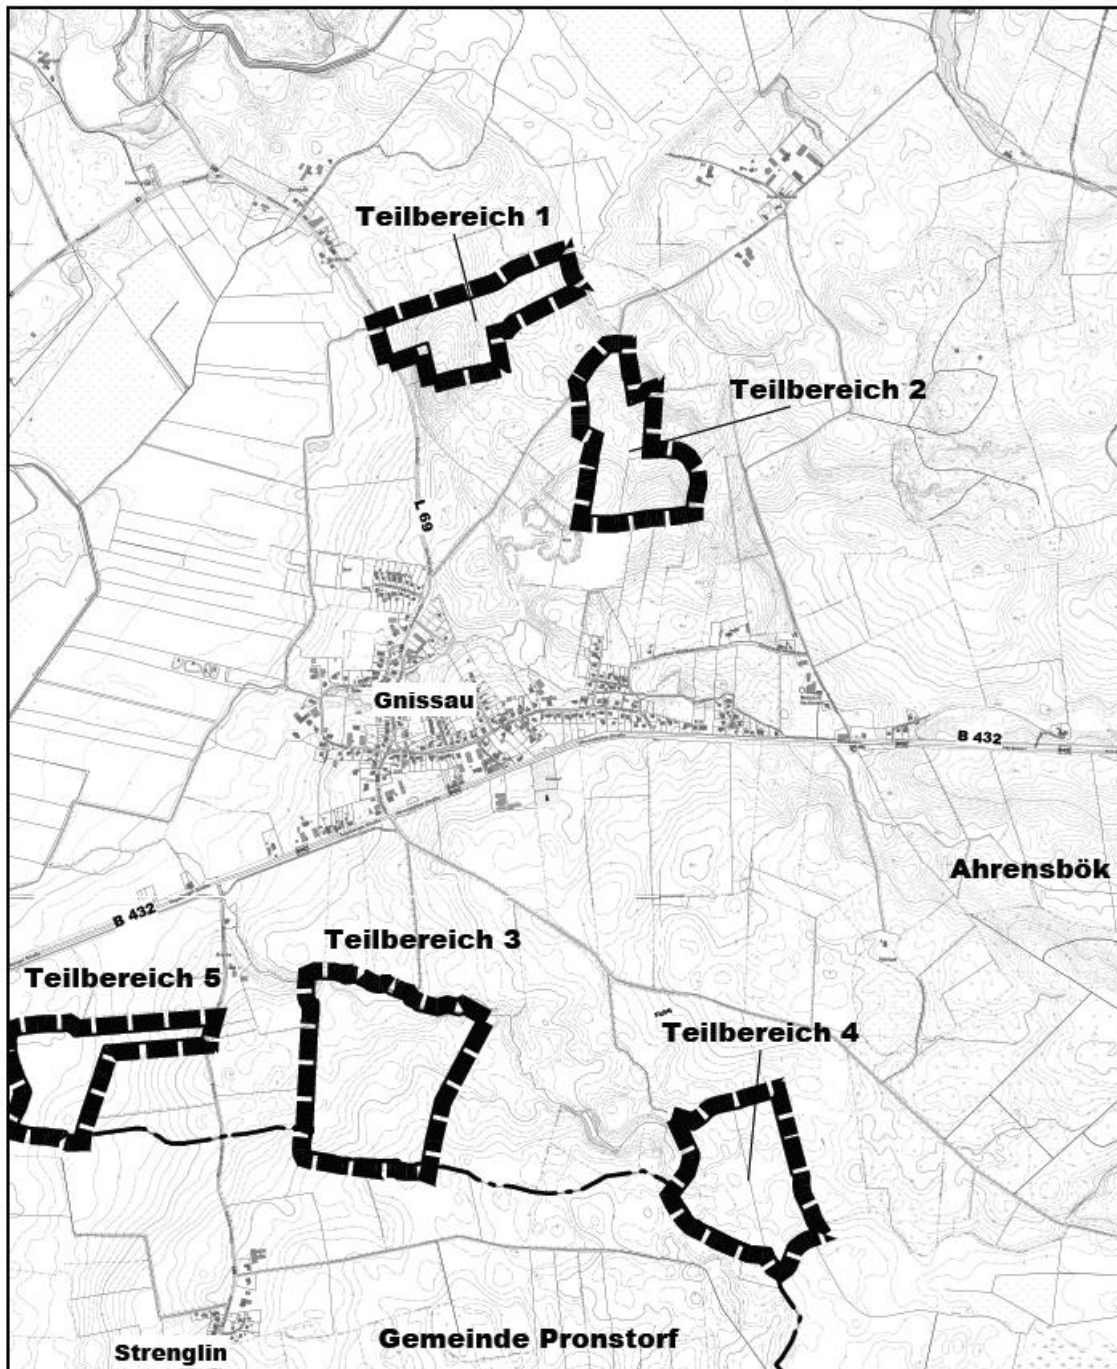 Teilbereich 1
Teilbereich 2
L 69
Gnissau
B 432
Ahrensbök
B 432
Teilbereich 3
Teilbereich 5
Teilbereich 4
Gemeinde Pronstorf
Strenglin